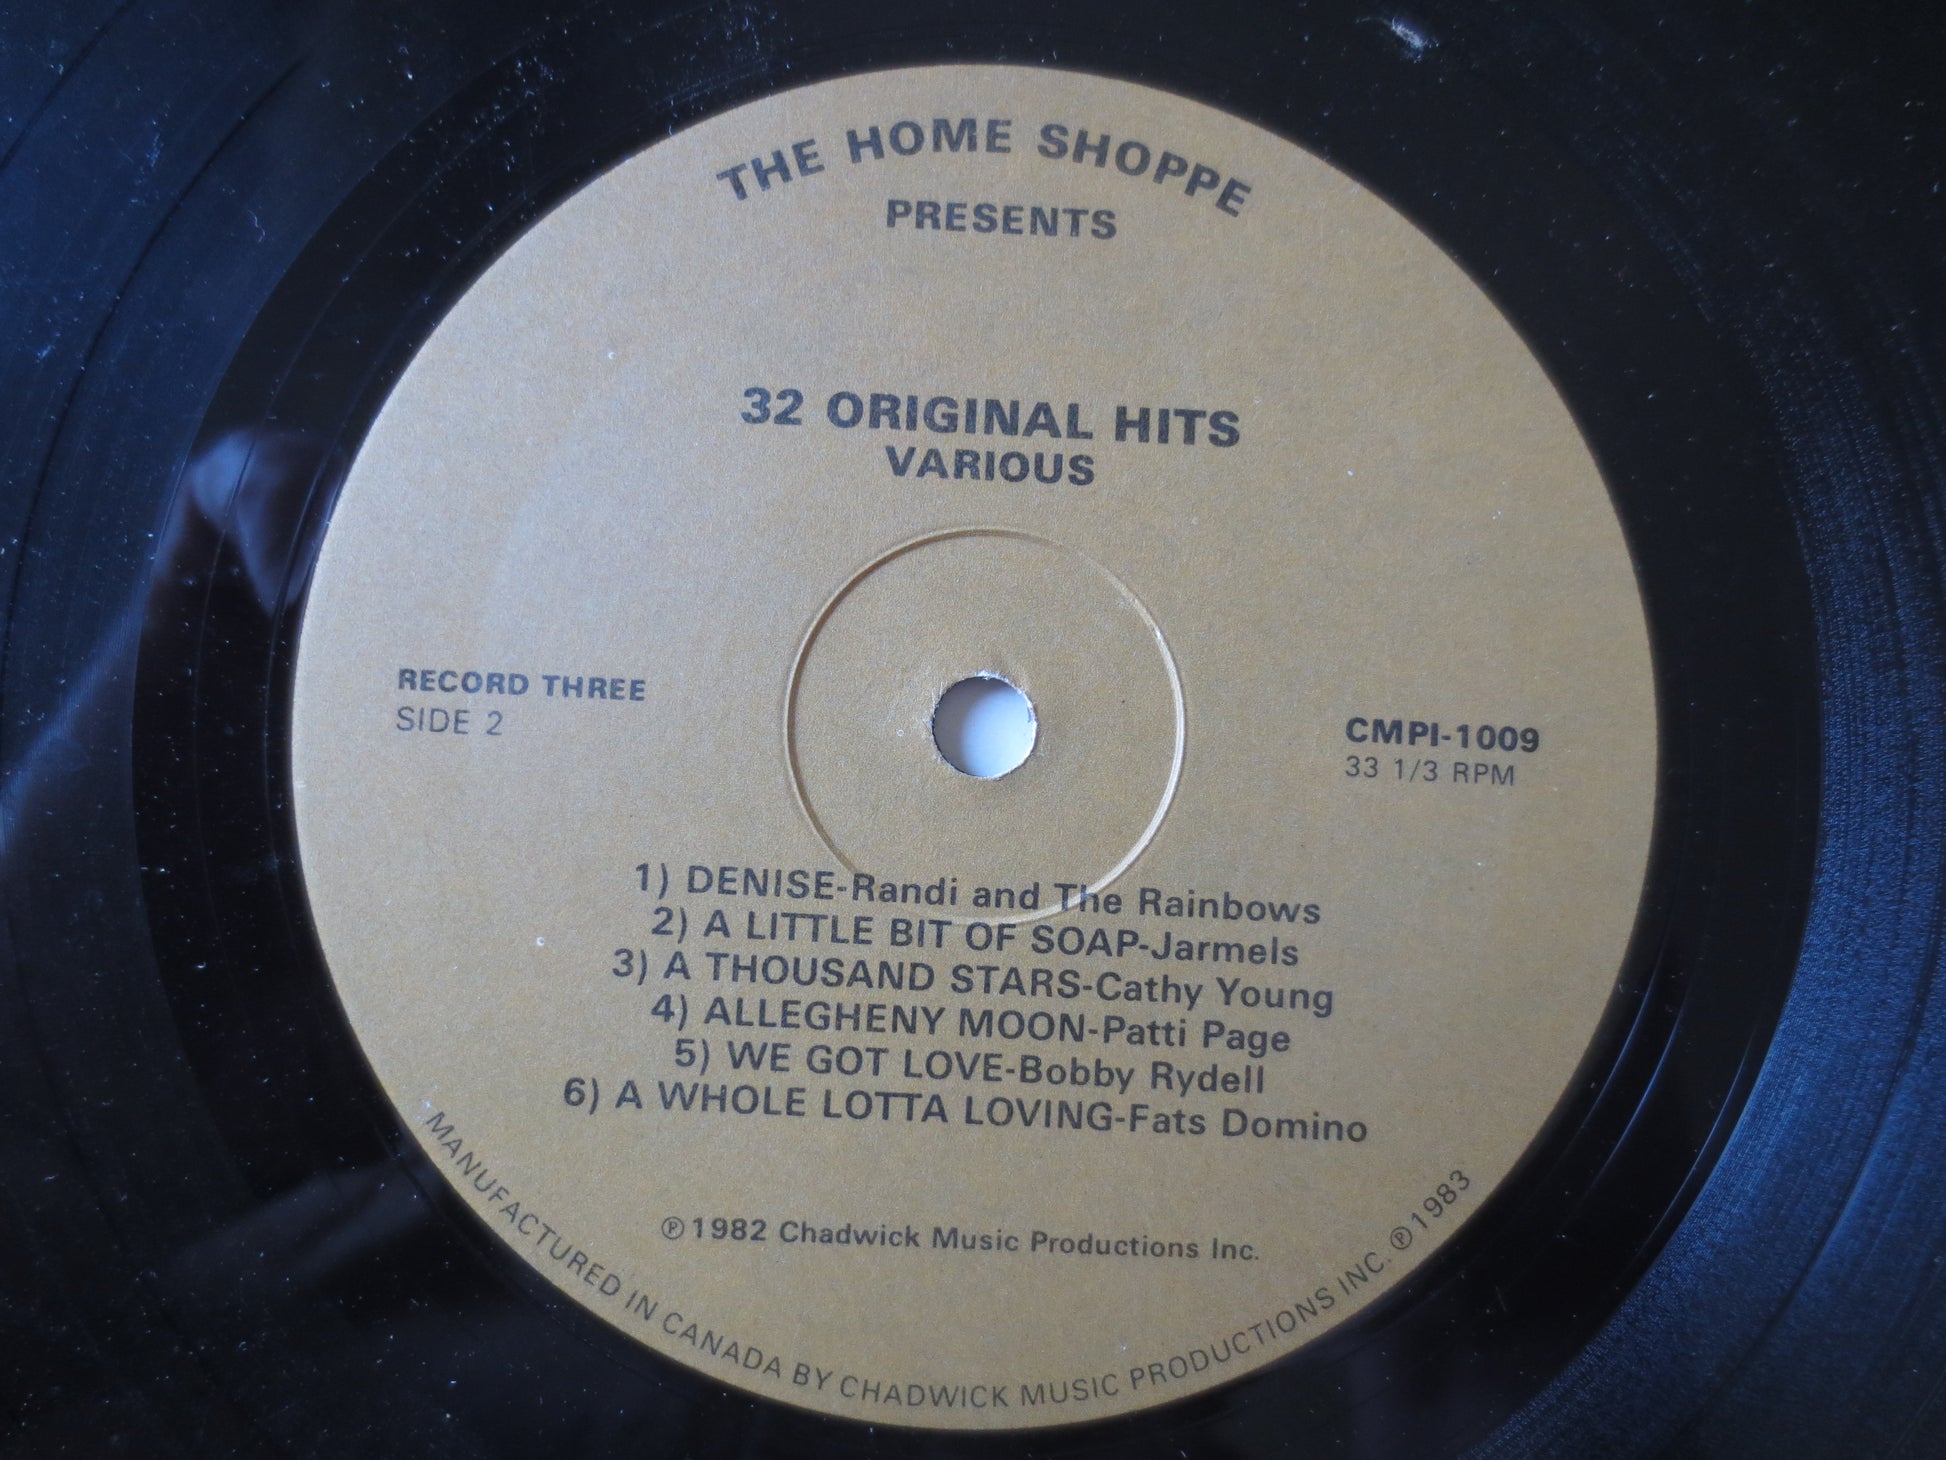 THE HOME SHOPPE
PRESENTS
32 ORIGINAL HITS
VARIOUS
RECORD THREE
SIDE 2
CMPI-1009
33 1/3 RPM
1) DENISE-Randi and The Rainbows
2) A LITTLE BIT OF SOAP-Jarmels
3) A THOUSAND STARS-Cathy Young
4) ALLEGHENY MOON-Patti Page
5) WE GOT LOVE-Bobby Rydell
6) A WHOLE LOTTA LOVING-Fats Domino
℗1982 Chadwick Music Productions Inc.
MANUFACTURED IN CANADA BY CHADWICK MUSIC PRODUCTIONS INC. ℗1983